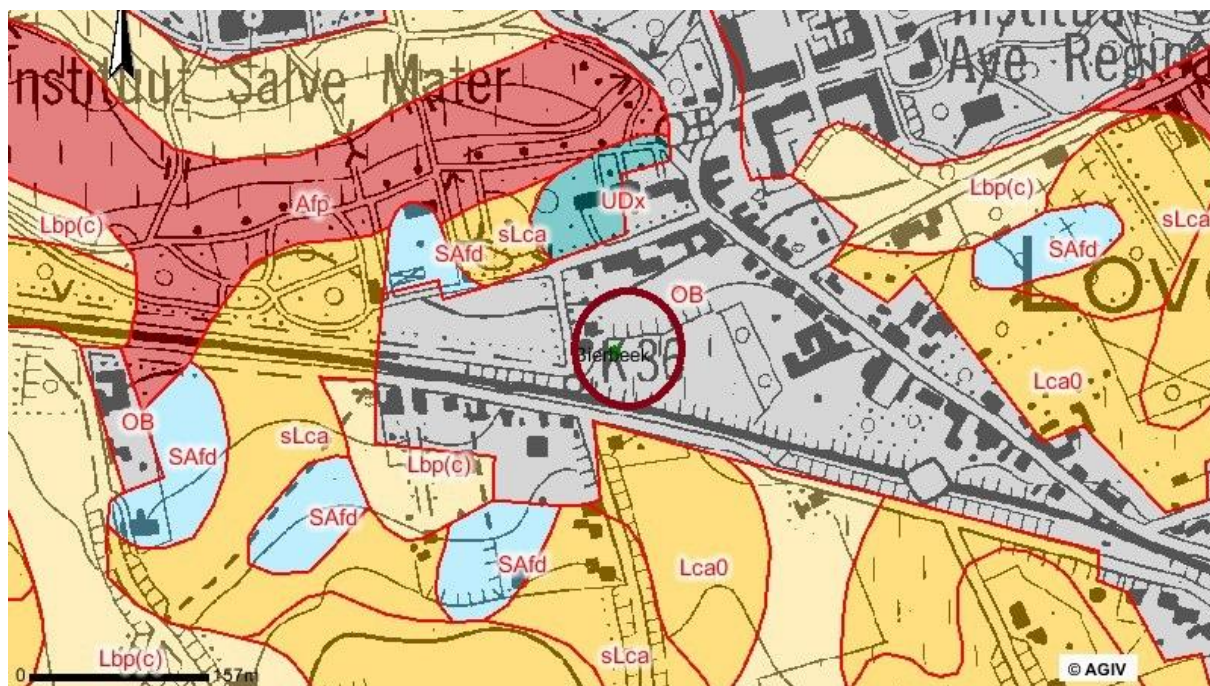 Instituut Salve Mater
Instituut
Ave Regina
Lbp(c)
Afp
UDx
sLca
SAfd
Lbp(c)
SAfd
sLca
OB
Bierbeek
Lca0
OB
SAfd
sLca
Lbp(c)
SAfd
SAfd
Lca0
Lbp(c)
sLca
0 157m
© AGIV